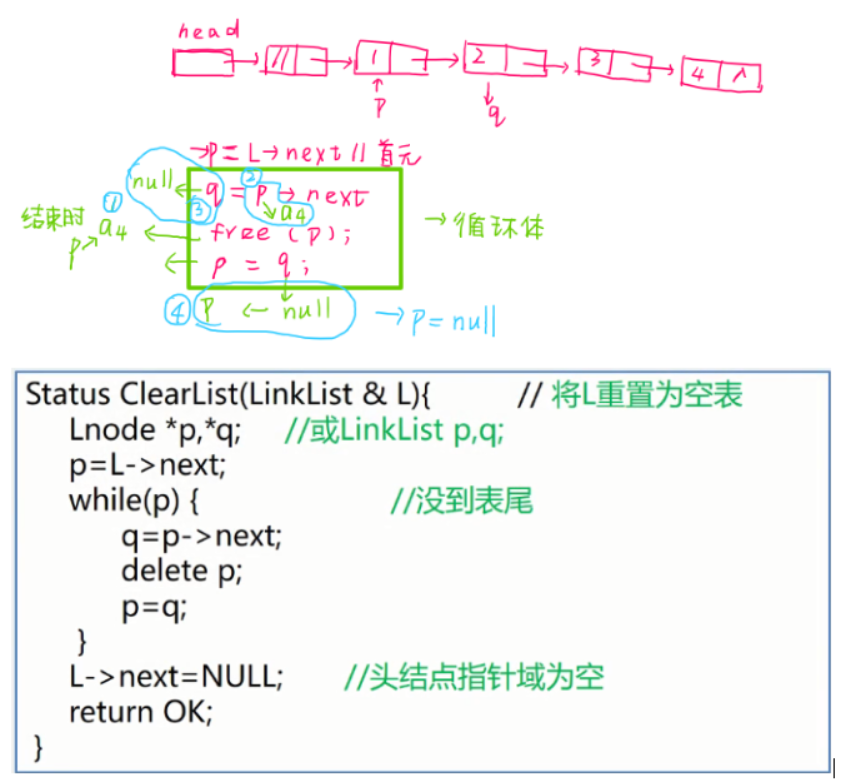 head
// 1 2 3 4 ∧
p q
→p = L → next // 首元
null ← q = p → next
② ③ → a4
① 结束时 p↗ a4
← free (p); → 循环体
← p = q;
④ p ← null → p = null
Status ClearList(LinkList & L){ // 将L重置为空表
Lnode *p,*q; //或LinkList p,q;
p=L->next;
while(p) { //没到表尾
q=p->next;
delete p;
p=q;
}
L->next=NULL; //头结点指针域为空
return OK;
}